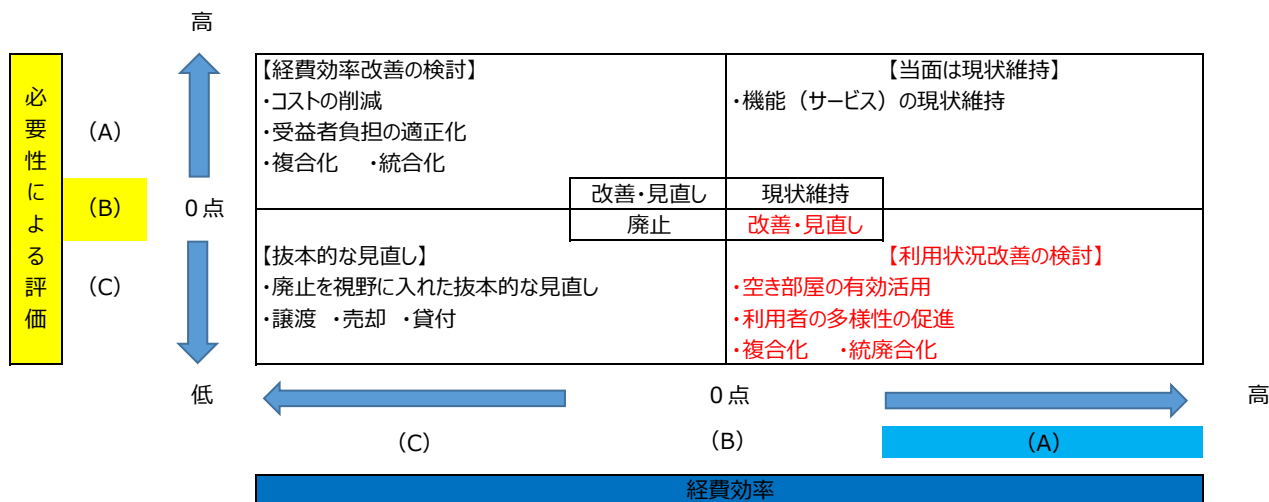 高
必要性による評価
(A)
(B)
(C)
0点
低
【経費効率改善の検討】
・コストの削減
・受益者負担の適正化
・複合化　・統合化
【当面は現状維持】
・機能（サービス）の現状維持
改善・見直し
現状維持
廃止
改善・見直し
【抜本的な見直し】
・廃止を視野に入れた抜本的な見直し
・譲渡　・売却　・貸付
【利用状況改善の検討】
・空き部屋の有効活用
・利用者の多様性の促進
・複合化　・統廃合化
0点
高
(C)
(B)
(A)
経費効率